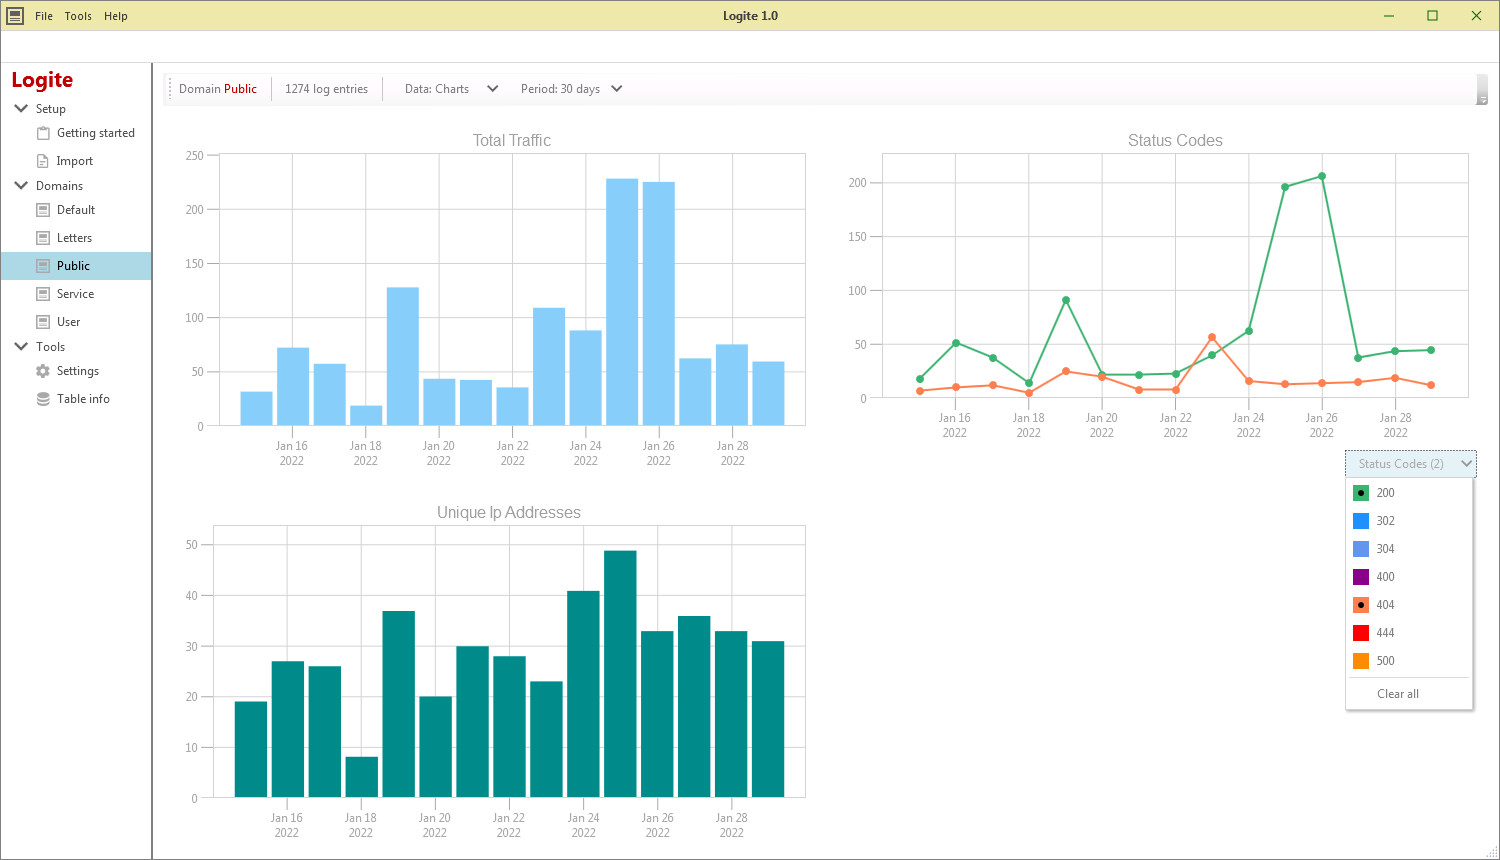 File Tools Help
Logite 1.0
Logite
Setup
Getting started
Import
Domains
Default
Letters
Public
Service
User
Tools
Settings
Table info
Domain Public 1274 log entries Data: Charts Period: 30 days
Total Traffic
250
200
150
100
50
0
Jan 16 Jan 18 Jan 20 Jan 22 Jan 24 Jan 26 Jan 28
2022 2022 2022 2022 2022 2022 2022
Status Codes
200
150
100
50
0
Jan 16 Jan 18 Jan 20 Jan 22 Jan 24 Jan 26 Jan 28
2022 2022 2022 2022 2022 2022 2022
Status Codes (2)
200
302
304
400
404
444
500
Clear all
Unique Ip Addresses
50
40
30
20
10
0
Jan 16 Jan 18 Jan 20 Jan 22 Jan 24 Jan 26 Jan 28
2022 2022 2022 2022 2022 2022 2022